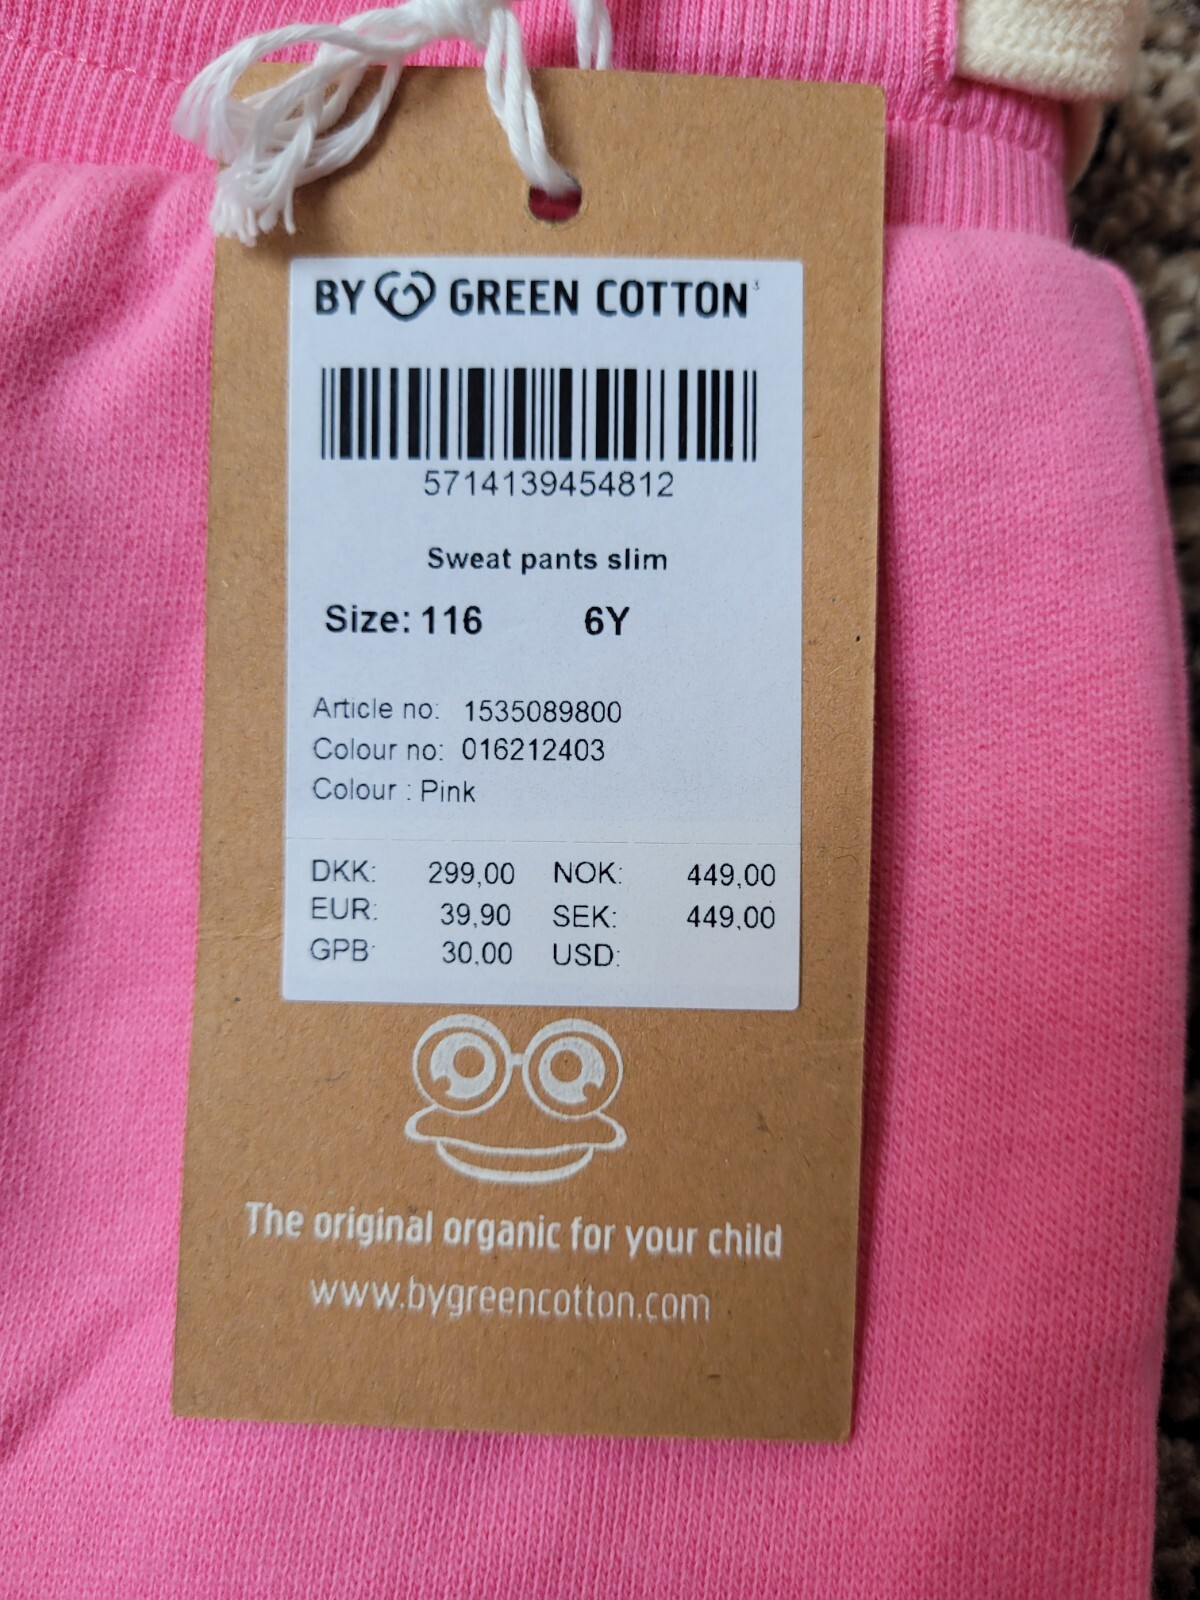 BY GREEN COTTON
5714139454812
Sweat pants slim
Size: 116 6Y
Article no: 1535089800
Colour no: 016212403
Colour : Pink
DKK: 299,00 NOK: 449,00
EUR: 39,90 SEK: 449,00
GPB: 30,00 USD:
The original organic for your child
www.bygreencotton.com